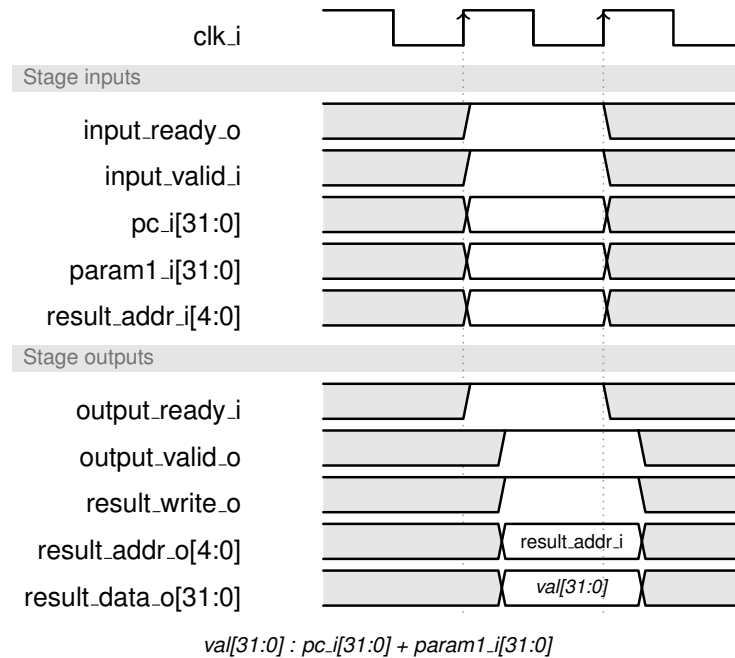 clk_i
Stage inputs
input_ready_o
input_valid_i
pc_i[31:0]
param1_i[31:0]
result_addr_i[4:0]
Stage outputs
output_ready_i
output_valid_o
result_write_o
result_addr_o[4:0] result_addr_i
result_data_o[31:0] val[31:0]
val[31:0] : pc_i[31:0] + param1_i[31:0]